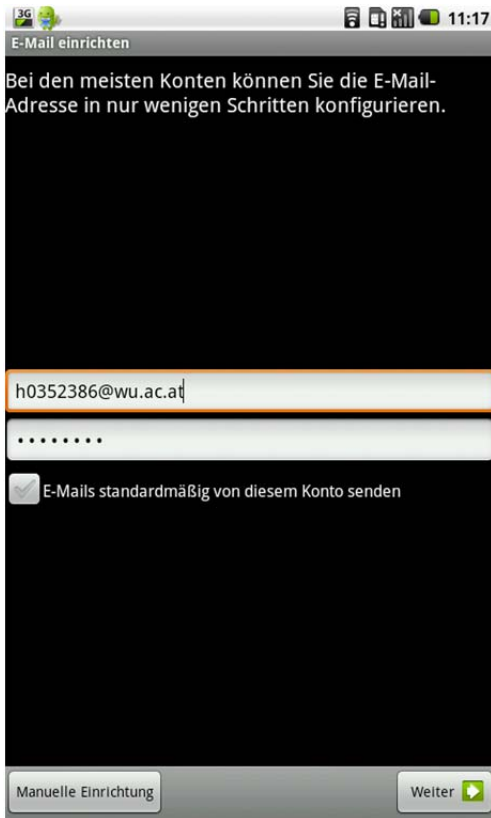 3G 11:17
E-Mail einrichten
Bei den meisten Konten können Sie die E-Mail-
Adresse in nur wenigen Schritten konfigurieren.
h0352386@wu.ac.at
••••••••
E-Mails standardmäßig von diesem Konto senden
Manuelle Einrichtung Weiter